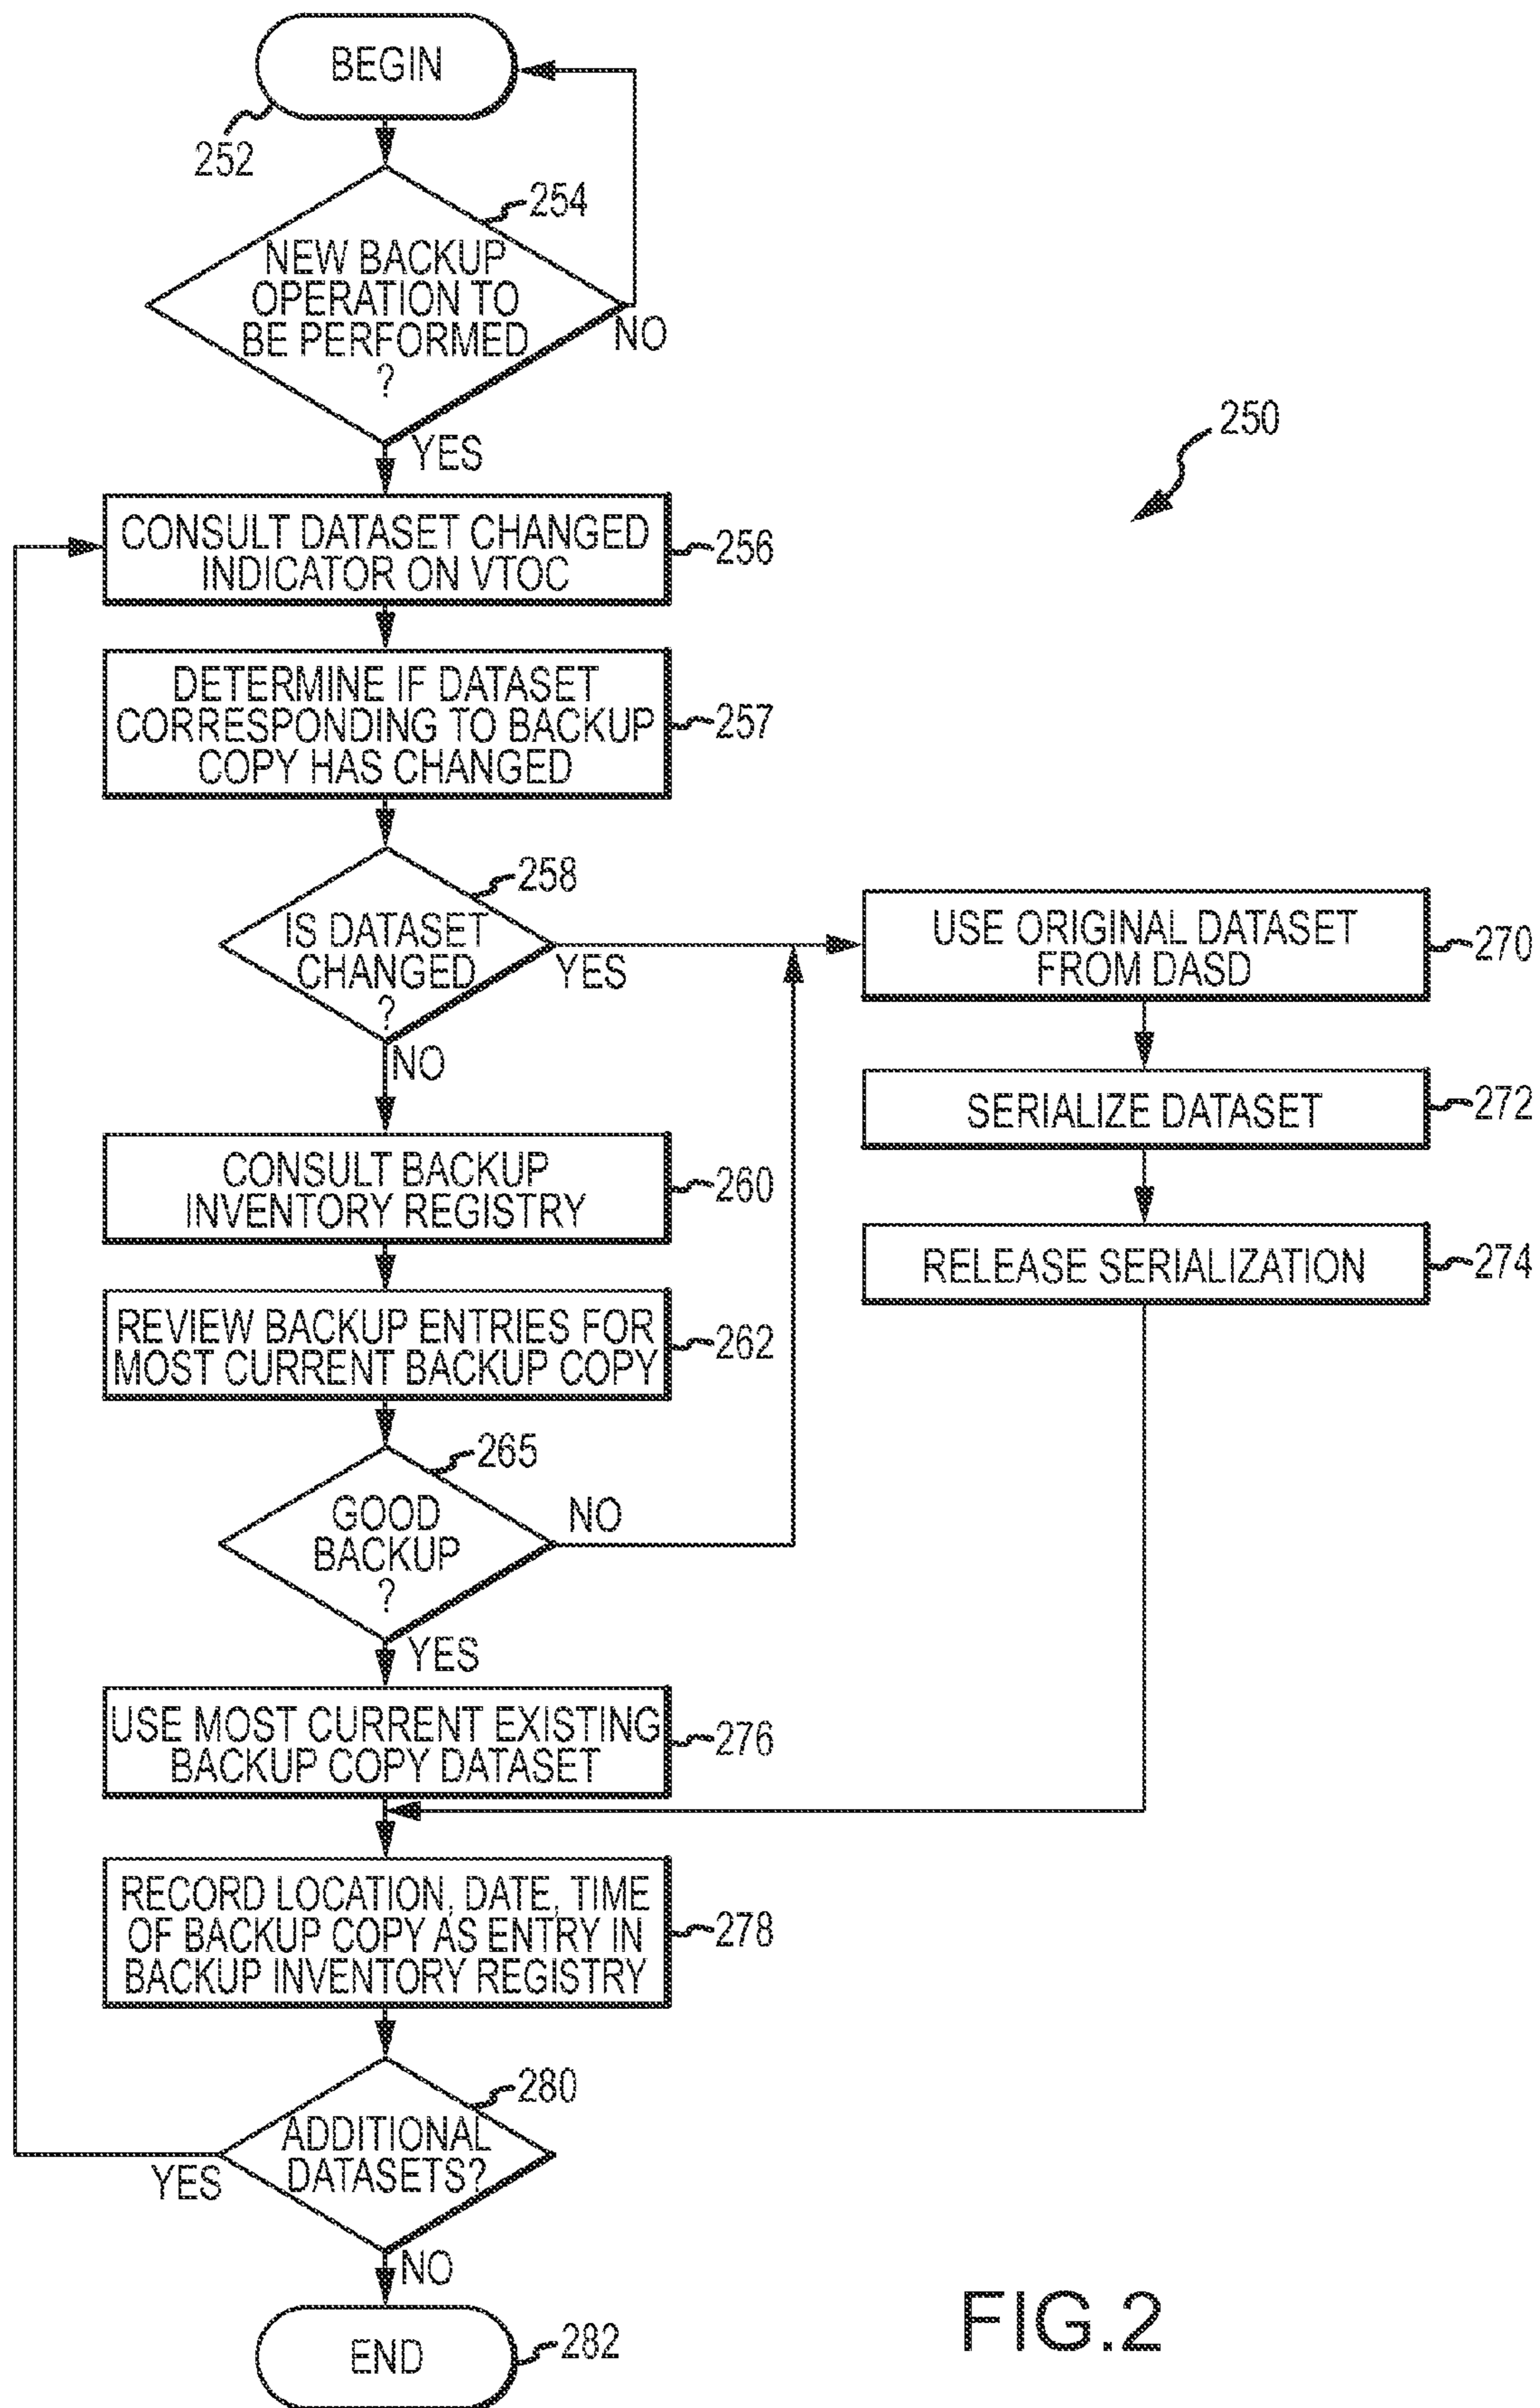 BEGIN
252
254
NEW BACKUP
OPERATION TO
BE PERFORMED
?
NO
YES
250
CONSULT DATASET CHANGED
INDICATOR ON VTOC
256
DETERMINE IF DATASET
CORRESPONDING TO BACKUP
COPY HAS CHANGED
257
258
IS DATASET
CHANGED
?
YES
NO
USE ORIGINAL DATASET
FROM DASD
270
SERIALIZE DATASET
272
RELEASE SERIALIZATION
274
CONSULT BACKUP
INVENTORY REGISTRY
260
REVIEW BACKUP ENTRIES FOR
MOST CURRENT BACKUP COPY
262
265
GOOD
BACKUP
?
NO
YES
USE MOST CURRENT EXISTING
BACKUP COPY DATASET
276
RECORD LOCATION, DATE, TIME
OF BACKUP COPY AS ENTRY IN
BACKUP INVENTORY REGISTRY
278
280
ADDITIONAL
DATASETS?
YES
NO
END
282
FIG.2